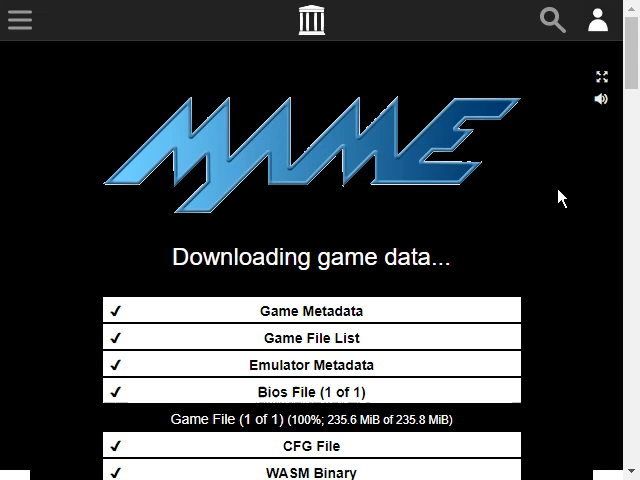 MAME
Downloading game data...
✔ Game Metadata
✔ Game File List
✔ Emulator Metadata
✔ Bios File (1 of 1)
Game File (1 of 1) (100%; 235.6 MiB of 235.8 MiB)
✔ CFG File
✔ WASM Binary